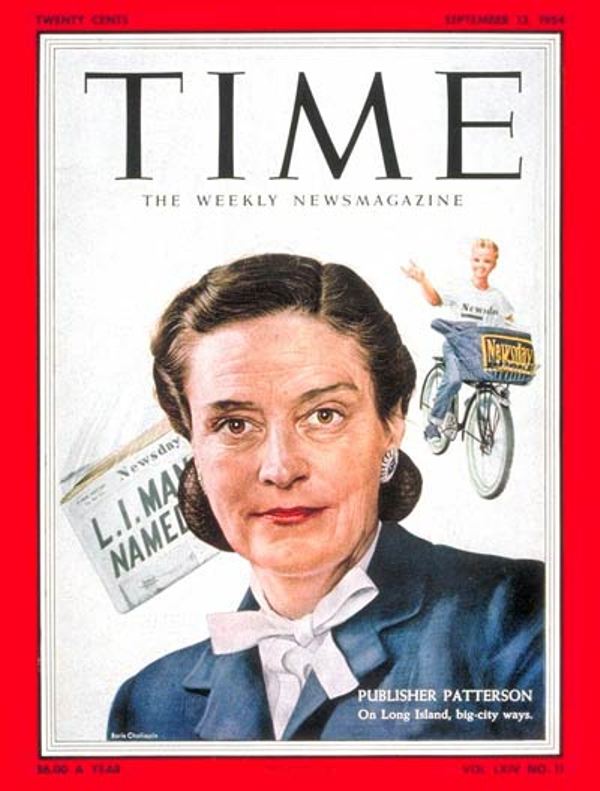 TWENTY CENTS
SEPTEMBER 13, 1954
TIME
THE WEEKLY NEWSMAGAZINE
Newsday
Newsday
Newsday
L.I. MAN
NAMED
PUBLISHER PATTERSON
On Long Island, big-city ways.
Boris Chaliapin
$6.00 A YEAR
VOL. LXIV NO. 11